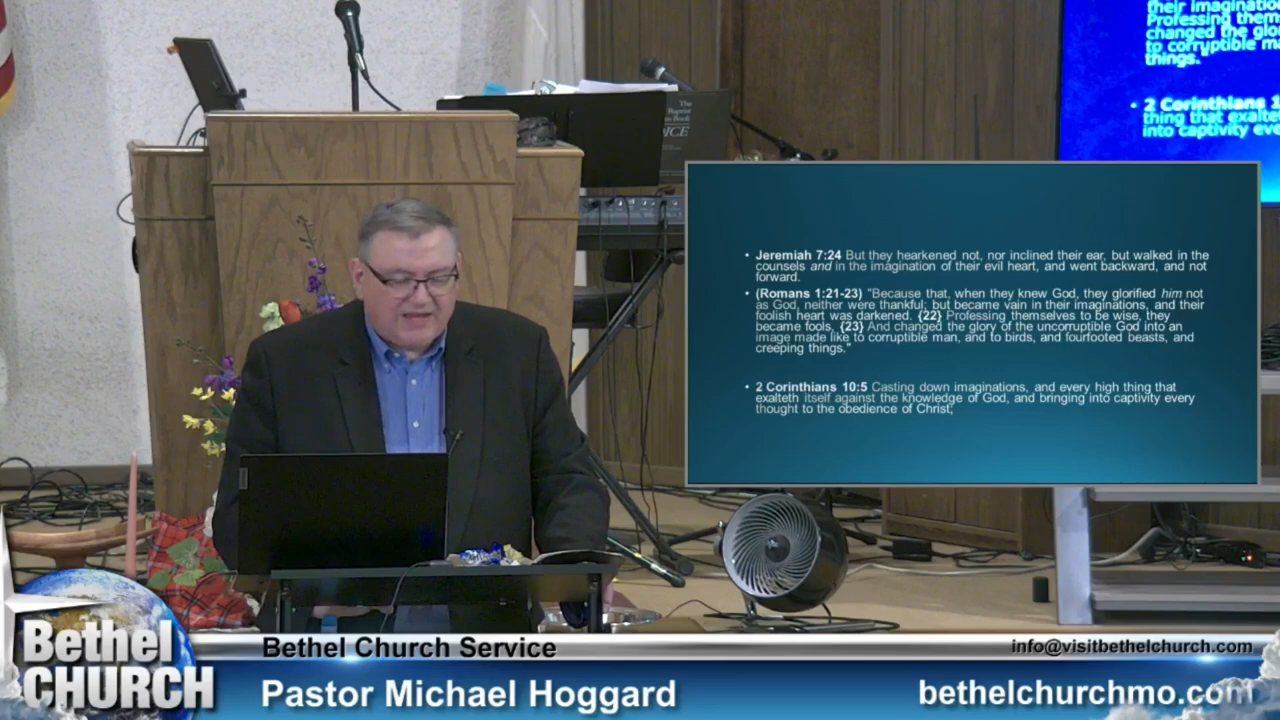 their imaginatio
Professing them
changed the glo
to corruptible m
things.
• 2 Corinthians 1
thing that exalte
into captivity eve
The
Baptist
Book
ICE
• Jeremiah 7:24 But they hearkened not, nor inclined their ear, but walked in the
counsels and in the imagination of their evil heart, and went backward, and not
forward.
• (Romans 1:21-23) "Because that, when they knew God, they glorified him not
as God, neither were thankful; but became vain in their imaginations, and their
foolish heart was darkened. {22} Professing themselves to be wise, they
became fools, {23} And changed the glory of the uncorruptible God into an
image made like to corruptible man, and to birds, and fourfooted beasts, and
creeping things."
• 2 Corinthians 10:5 Casting down imaginations, and every high thing that
exalteth itself against the knowledge of God, and bringing into captivity every
thought to the obedience of Christ;
Bethel
CHURCH
Bethel Church Service
info@visitbethelchurch.com
Pastor Michael Hoggard
bethelchurchmo.com